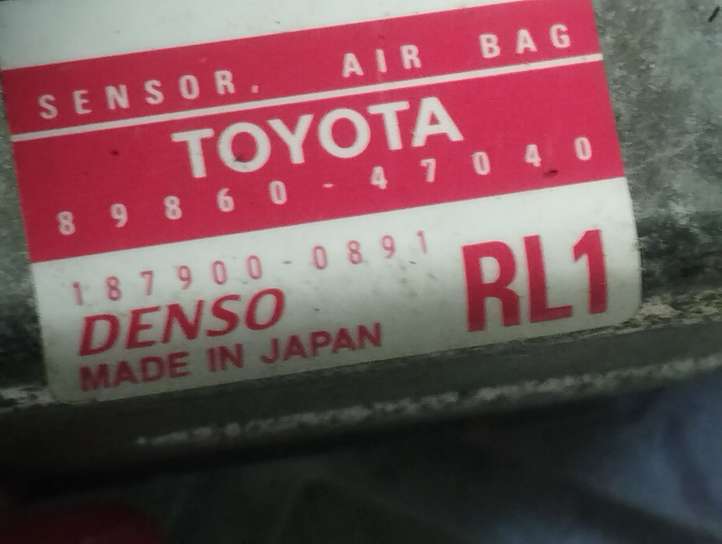 SENSOR. AIR BAG
TOYOTA
89860-47040
187900-0891
DENSO
RL1
MADE IN JAPAN